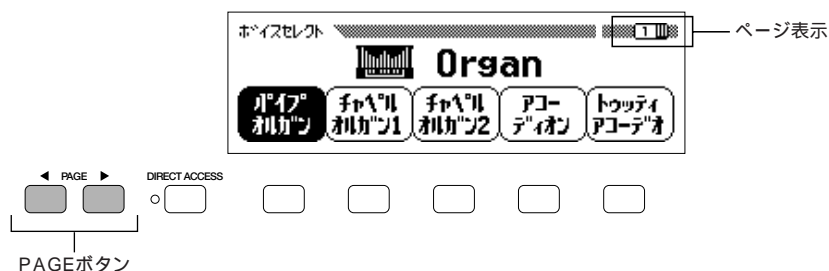 ボイスセレクト
1
ページ表示
Organ
パイプ
オルガン
チャペル
オルガン1
チャペル
オルガン2
アコー
ディオン
トゥッティ
アコーデオ
◀ PAGE ▶
DIRECT ACCESS
PAGEボタン